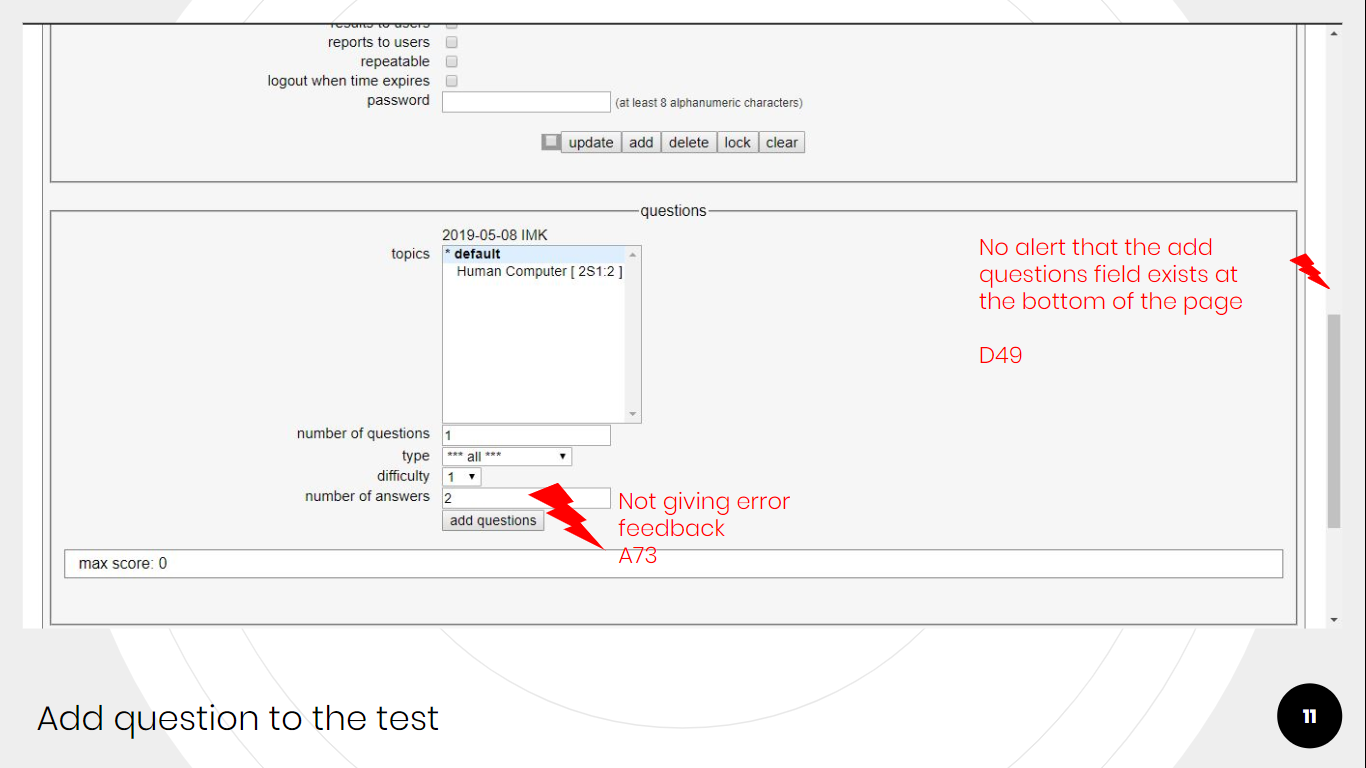 results to users
reports to users
repeatable
logout when time expires
password (at least 8 alphanumeric characters)
update add delete lock clear
questions
2019-05-08 IMK
topics * default
Human Computer [ 2S1:2 ]
No alert that the add
questions field exists at
the bottom of the page
D49
number of questions 1
type *** all ***
difficulty 1
number of answers 2
add questions
Not giving error
feedback
A73
max score: 0
Add question to the test
11